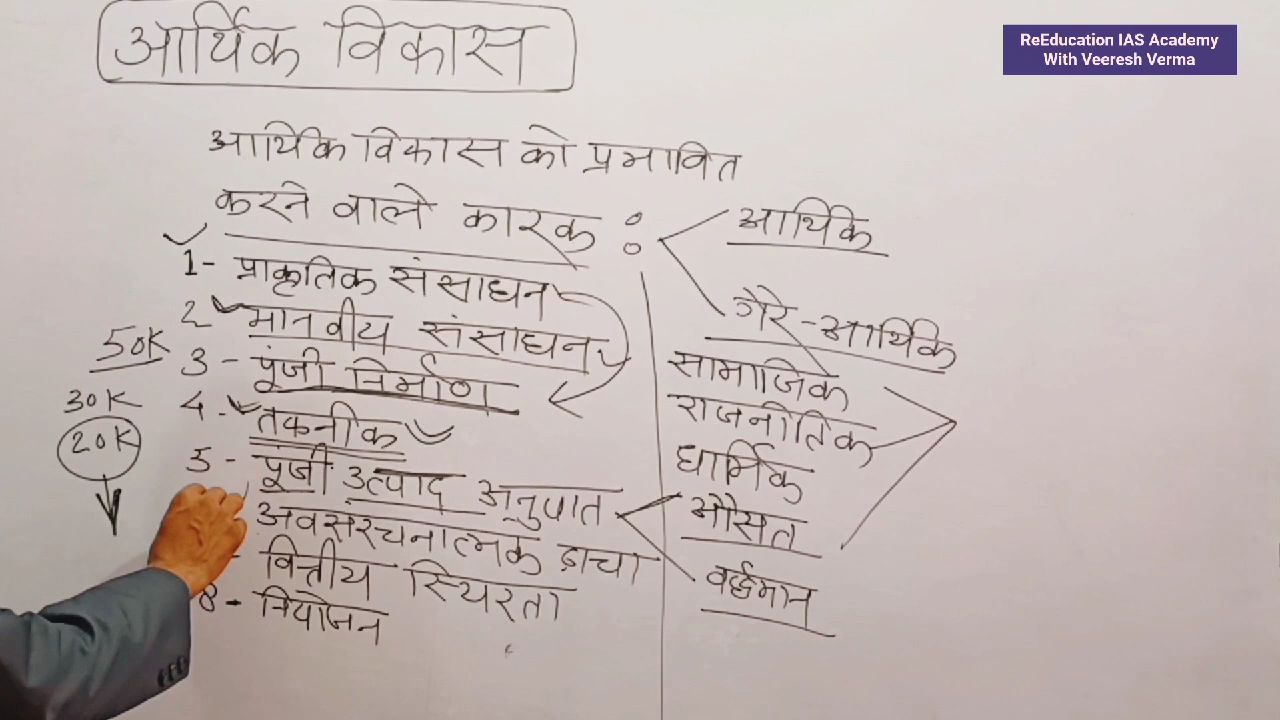 आर्थिक विकास
ReEducation IAS Academy
With Veeresh Verma
आर्थिक विकास को प्रभावित
करने वाले कारक :
1- प्राकृतिक संसाधन
2 मानवीय संसाधन
3 - पूंजी निर्माण
4 - तकनीक
5 - पूंजी उत्पाद अनुपात
अवसंरचनात्मक ढ़ाचा
- वित्तीय स्थिरता
8 - नियोजन
50K
30K
20K
आर्थिक
गैर-आर्थिक
सामाजिक
राजनीतिक
धार्मिक
औसत
वर्द्धमान